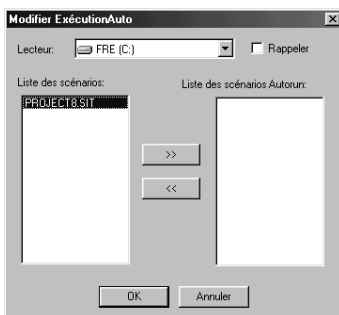 Modifier ExécutionAuto
Lecteur: FRE (C:) Rappeler
Liste des scénarios: Liste des scénarios Autorun:
PROJECT8.SIT
>>
<<
OK Annuler